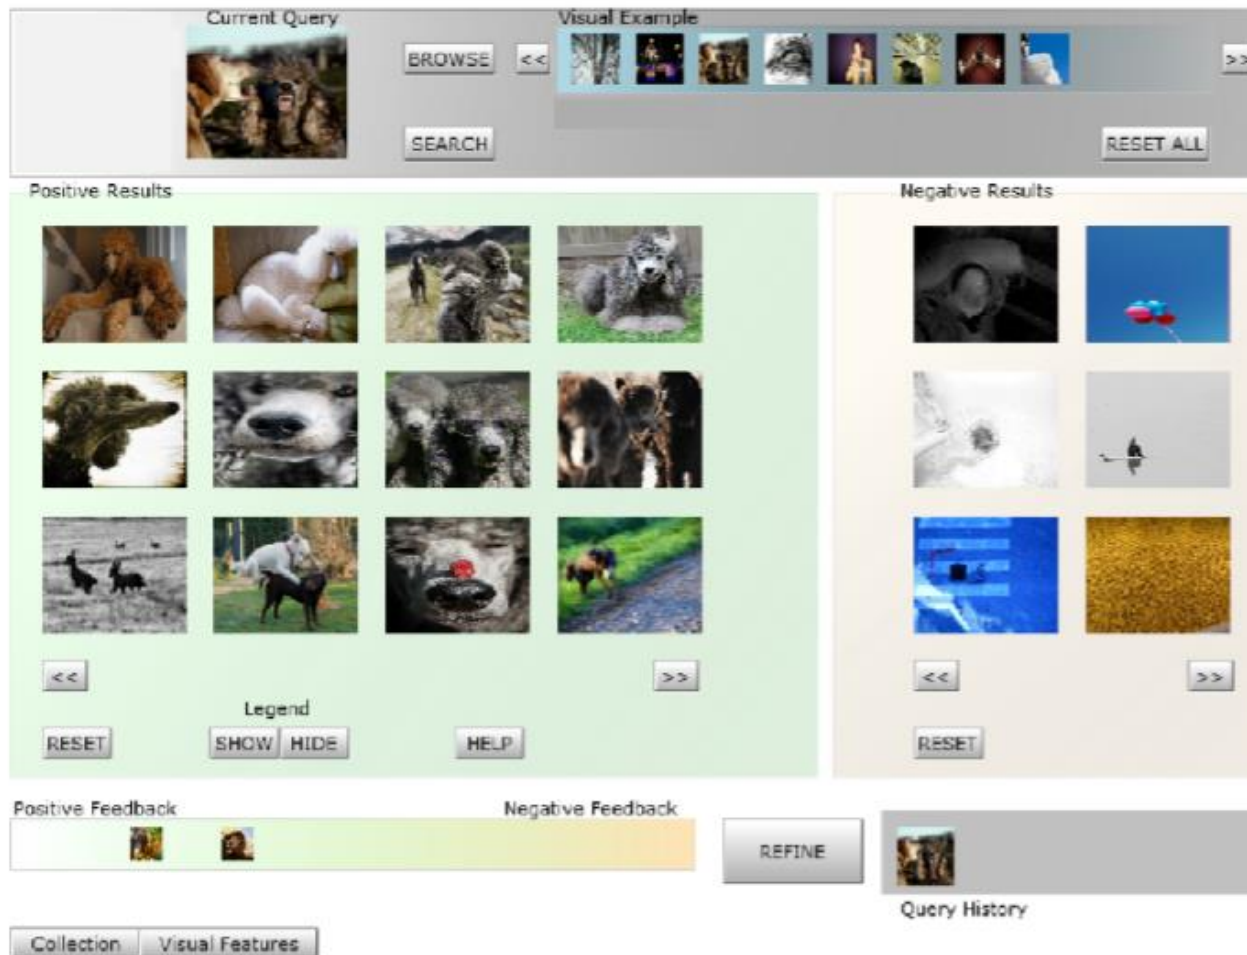 Current Query
Visual Example
BROWSE
<<
>>
SEARCH
RESET ALL
Positive Results
Negative Results
<<
>>
<<
>>
Legend
RESET
SHOW
HIDE
HELP
RESET
Positive Feedback
Negative Feedback
REFINE
Query History
Collection
Visual Features